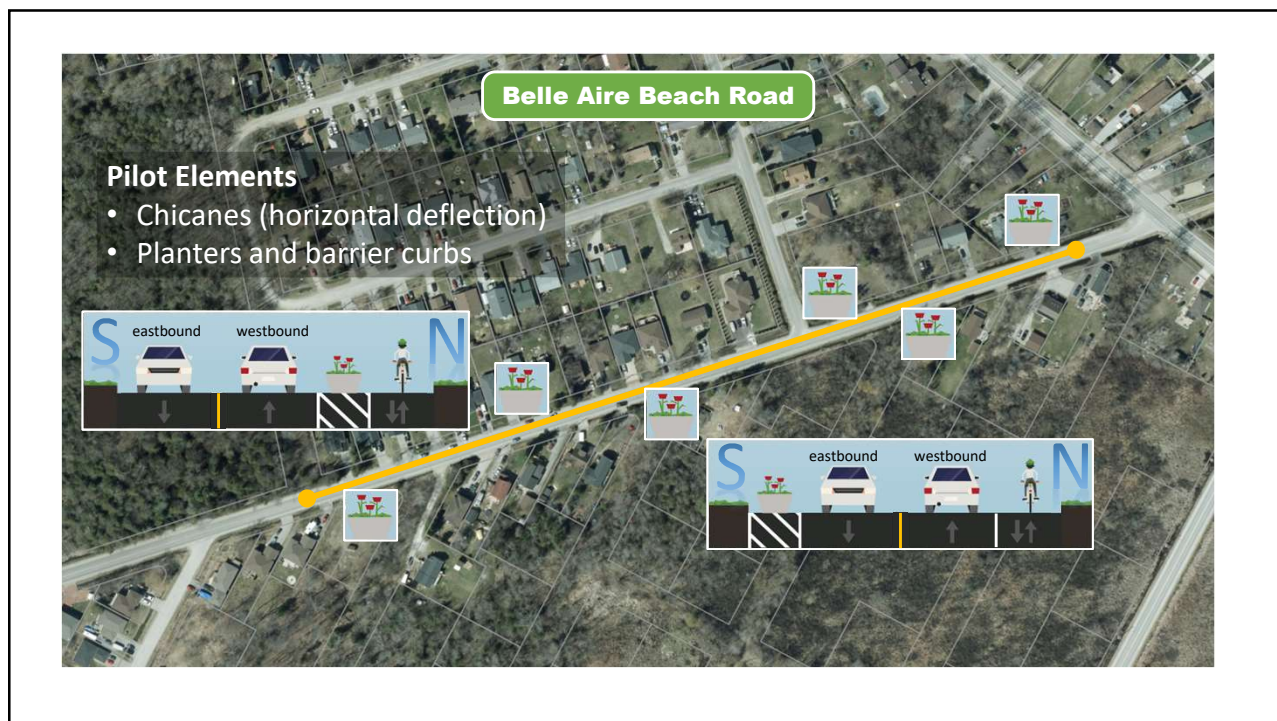 Belle Aire Beach Road
Pilot Elements
• Chicanes (horizontal deflection)
• Planters and barrier curbs
S eastbound westbound N
S eastbound westbound N